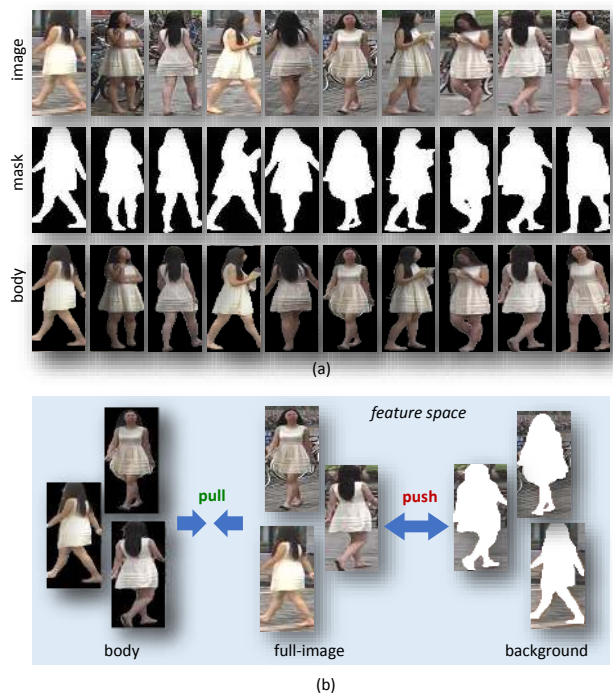 image
mask
body
(a)
feature space
pull
push
body
full-image
background
(b)